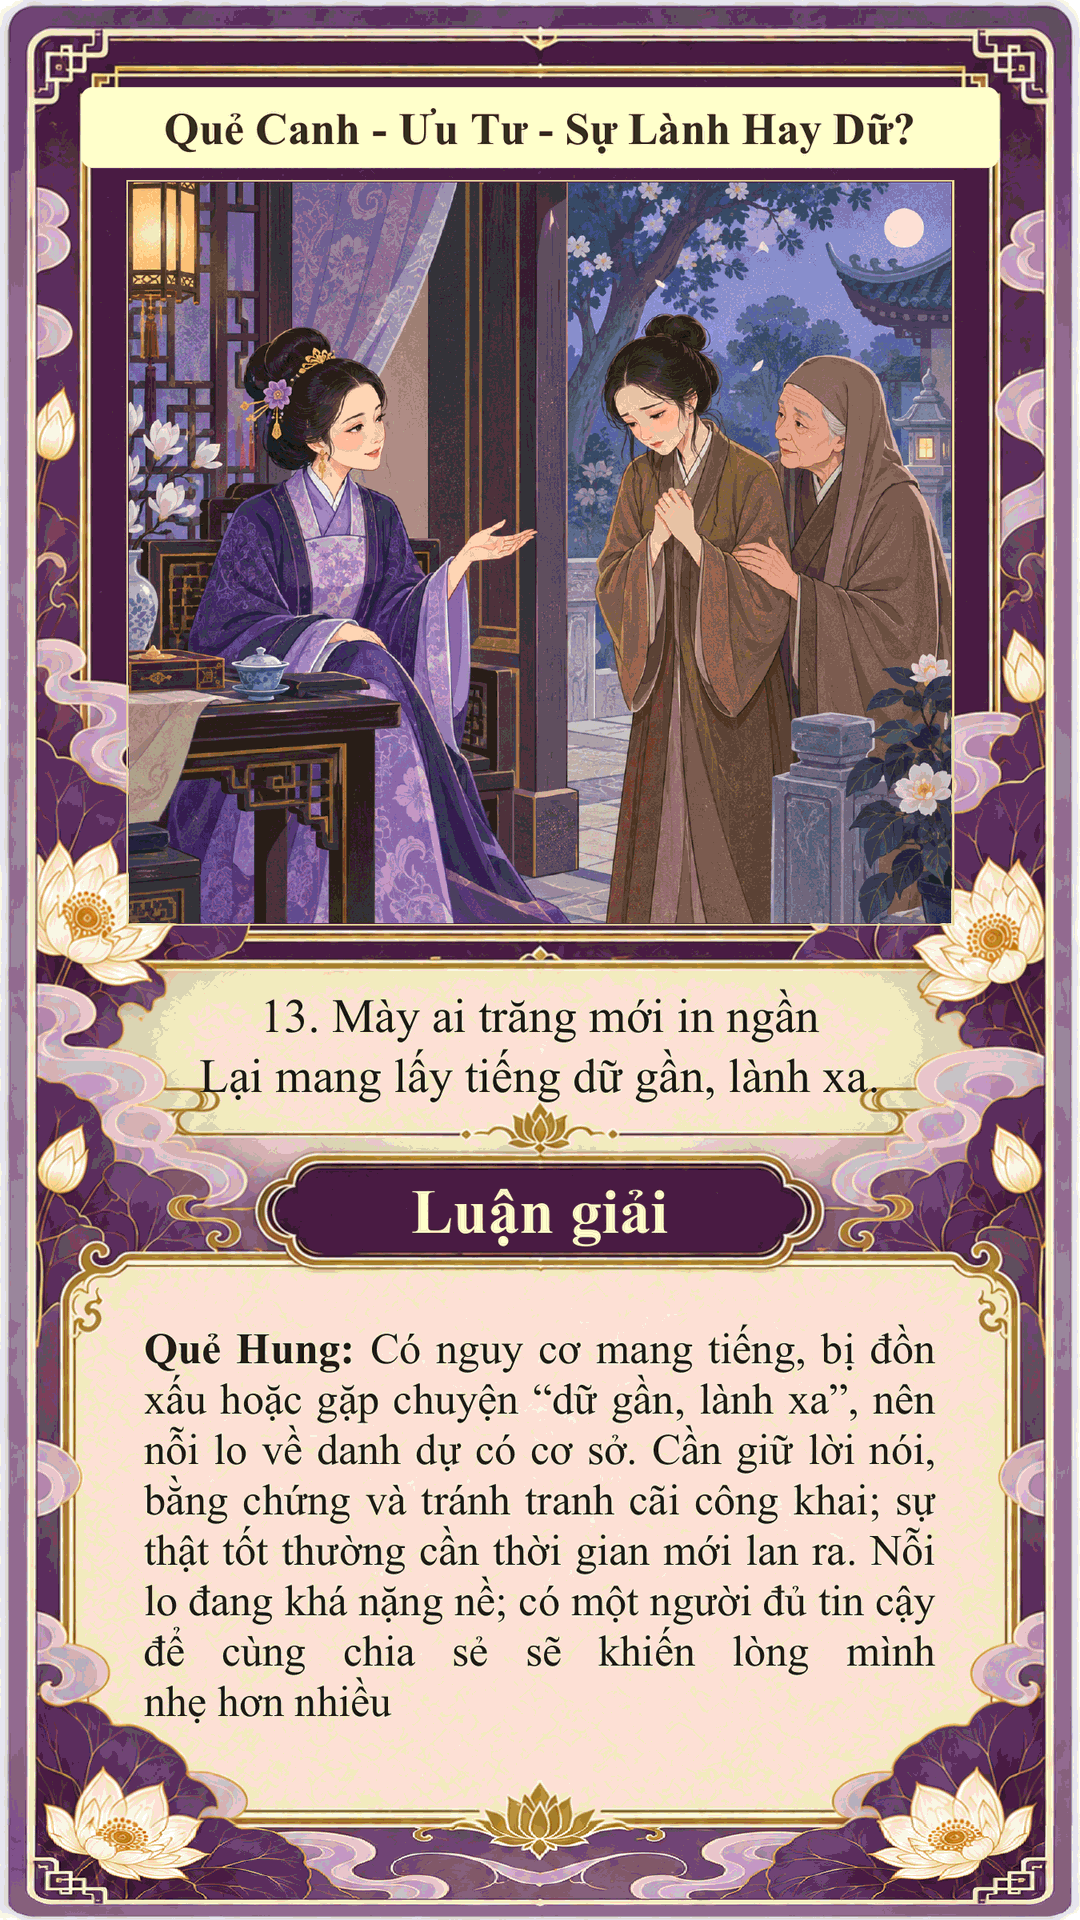 Quẻ Canh - Ưu Tư - Sự Lành Hay Dữ?
13. Mày ai trăng mới in ngần
Lại mang lấy tiếng dữ gần, lành xa.
Luận giải
Quẻ Hung: Có nguy cơ mang tiếng, bị đồn
xấu hoặc gặp chuyện “dữ gần, lành xa”, nên
nỗi lo về danh dự có cơ sở. Cần giữ lời nói,
bằng chứng và tránh tranh cãi công khai; sự
thật tốt thường cần thời gian mới lan ra. Nỗi
lo đang khá nặng nề; có một người đủ tin cậy
để cùng chia sẻ sẽ khiến lòng mình
nhẹ hơn nhiều